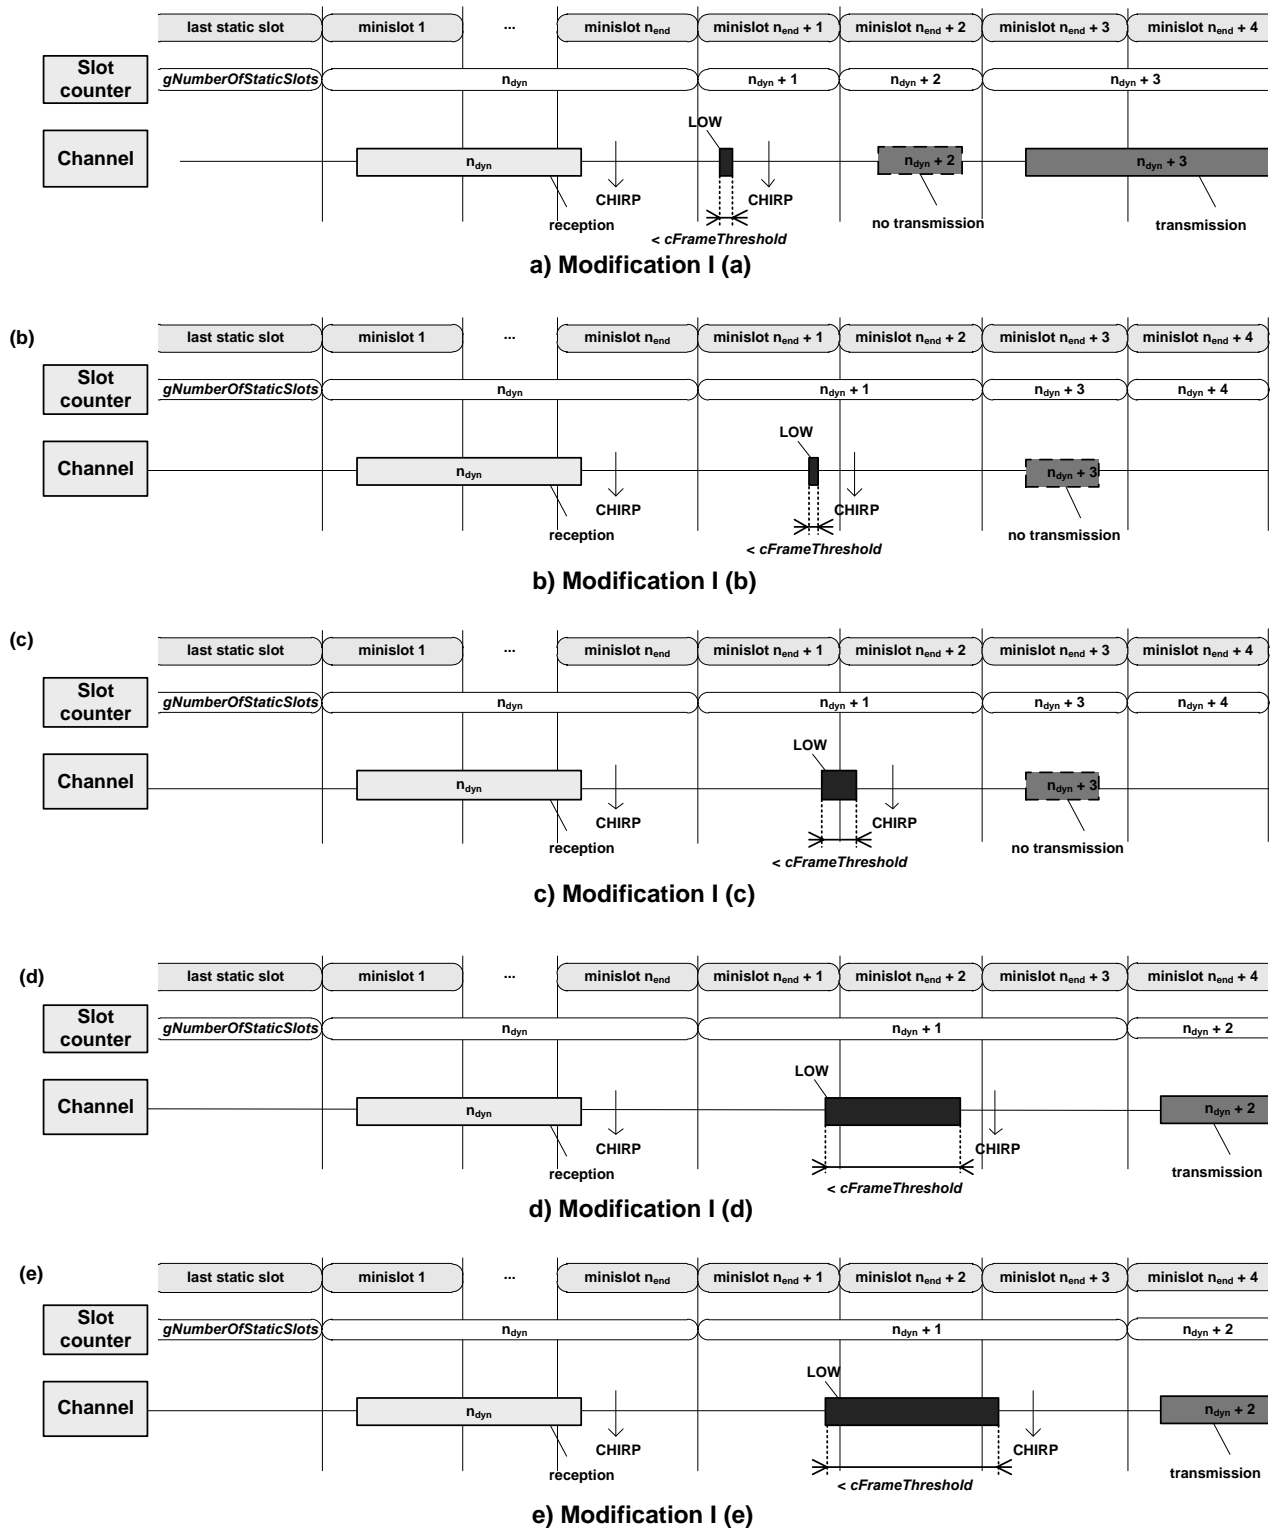 last static slot minislot 1 ... minislot nend minislot nend + 1 minislot nend + 2 minislot nend + 3 minislot nend + 4
Slot counter gNumberOfStaticSlots ndyn ndyn + 1 ndyn + 2 ndyn + 3
LOW
Channel ndyn ndyn + 2 ndyn + 3
CHIRP CHIRP
reception no transmission transmission
< cFrameThreshold
a) Modification I (a)
(b) last static slot minislot 1 ... minislot nend minislot nend + 1 minislot nend + 2 minislot nend + 3 minislot nend + 4
Slot counter gNumberOfStaticSlots ndyn ndyn + 1 ndyn + 3 ndyn + 4
LOW
Channel ndyn ndyn + 3
CHIRP CHIRP
reception no transmission
< cFrameThreshold
b) Modification I (b)
(c) last static slot minislot 1 ... minislot nend minislot nend + 1 minislot nend + 2 minislot nend + 3 minislot nend + 4
Slot counter gNumberOfStaticSlots ndyn ndyn + 1 ndyn + 3 ndyn + 4
LOW
Channel ndyn ndyn + 3
CHIRP CHIRP
reception no transmission
< cFrameThreshold
c) Modification I (c)
(d) last static slot minislot 1 ... minislot nend minislot nend + 1 minislot nend + 2 minislot nend + 3 minislot nend + 4
Slot counter gNumberOfStaticSlots ndyn ndyn + 1 ndyn + 2
LOW
Channel ndyn ndyn + 2
CHIRP CHIRP
reception transmission
< cFrameThreshold
d) Modification I (d)
(e) last static slot minislot 1 ... minislot nend minislot nend + 1 minislot nend + 2 minislot nend + 3 minislot nend + 4
Slot counter gNumberOfStaticSlots ndyn ndyn + 1 ndyn + 2
LOW
Channel ndyn ndyn + 2
CHIRP CHIRP
reception transmission
< cFrameThreshold
e) Modification I (e)